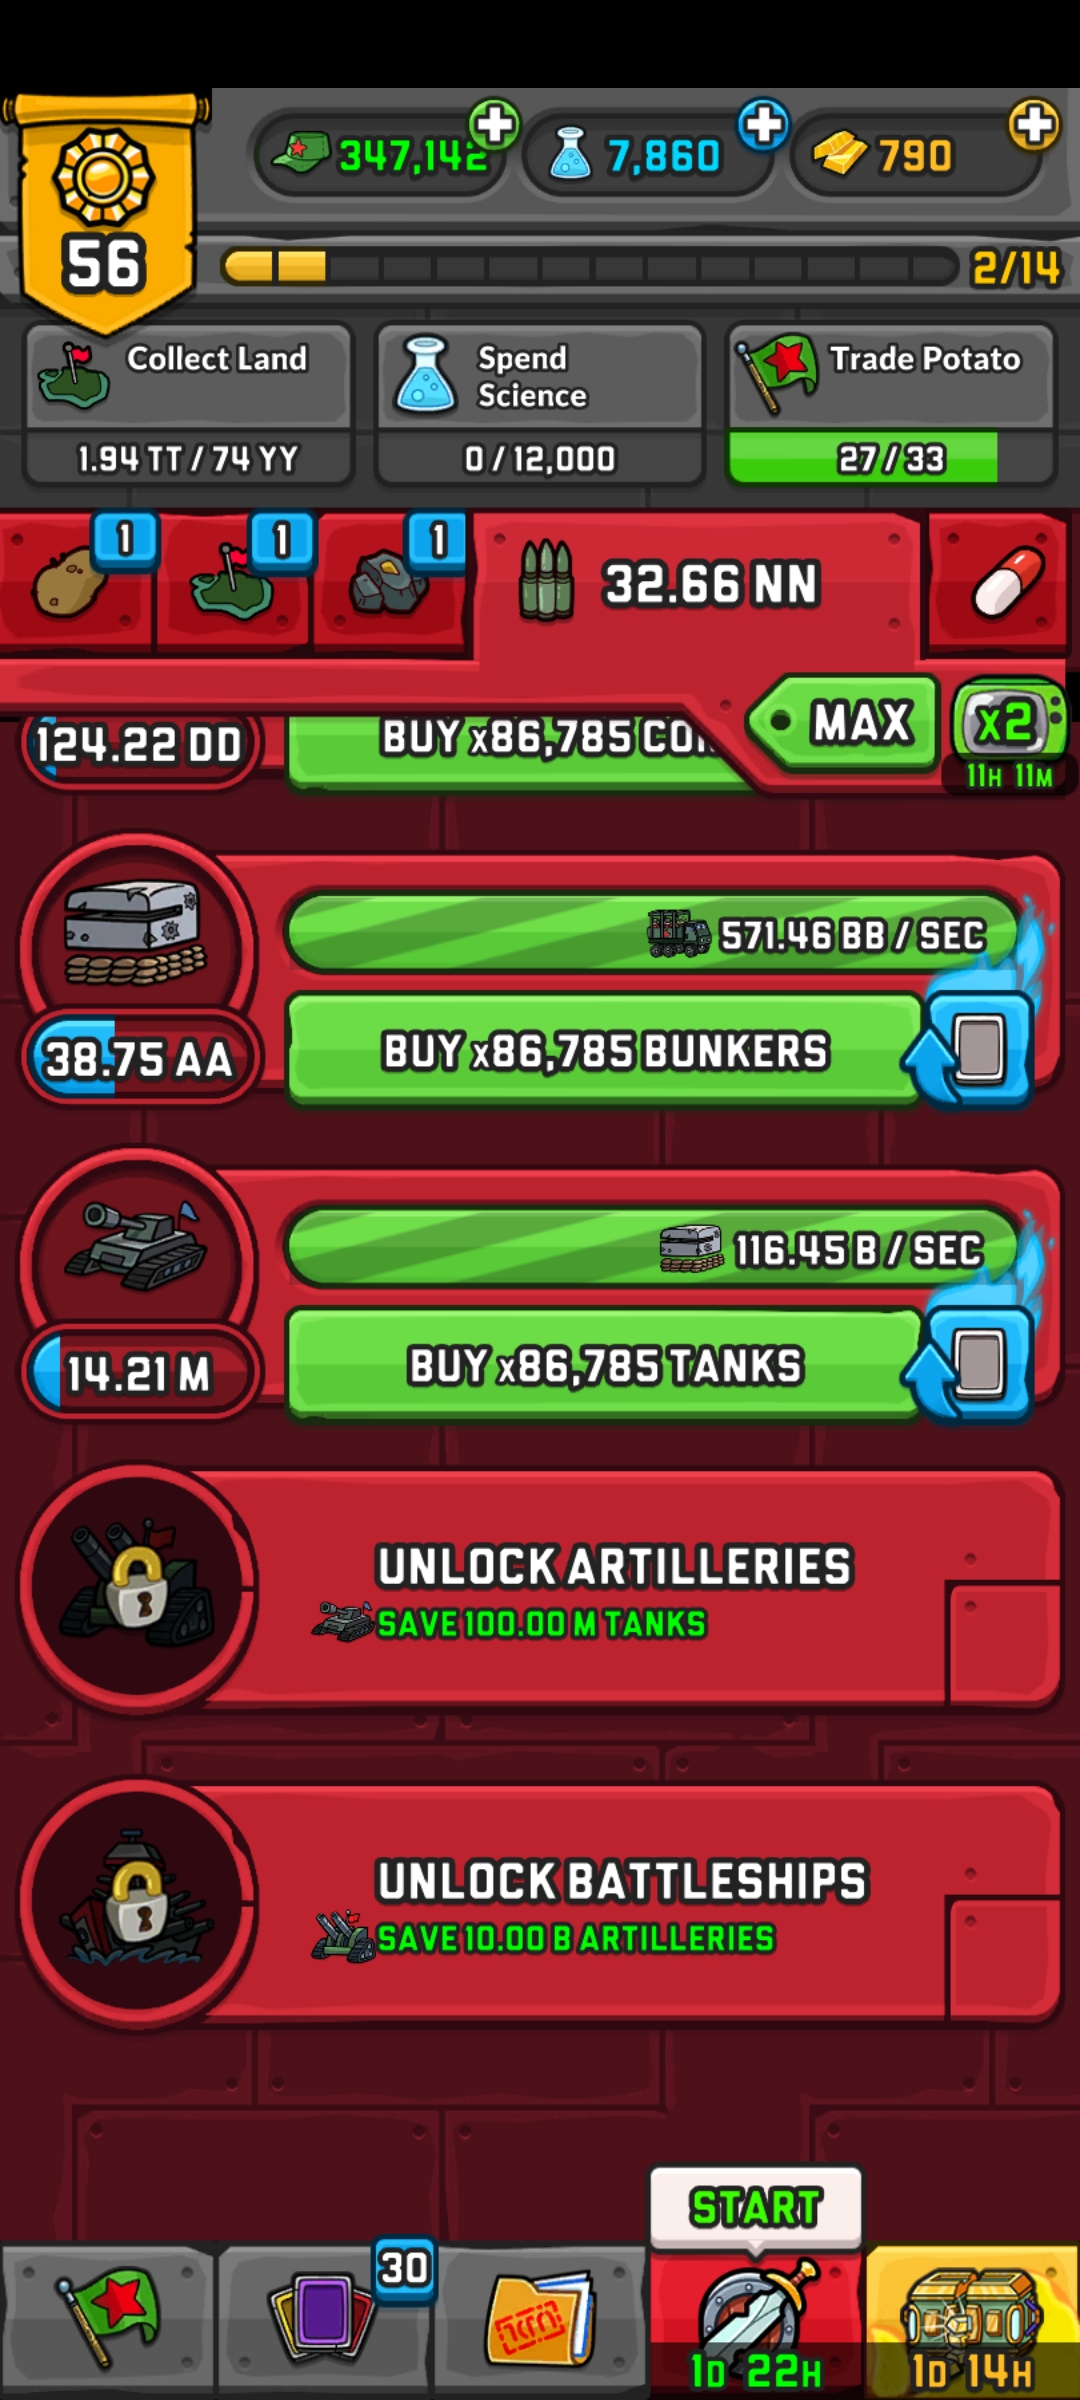 347,142
7,860
790
56
2/14
Collect Land
1.94 TT / 74 YY
Spend
Science
0 / 12,000
Trade Potato
27 / 33
1
1
1
32.66 NN
MAX
x2
11H 11M
124.22 DD
BUY x86,785
571.46 BB / SEC
38.75 AA
BUY x86,785 BUNKERS
116.45 B / SEC
14.21 M
BUY x86,785 TANKS
UNLOCK ARTILLERIES
SAVE 100.00 M TANKS
UNLOCK BATTLESHIPS
SAVE 10.00 B ARTILLERIES
START
30
1D 22H
1D 14H